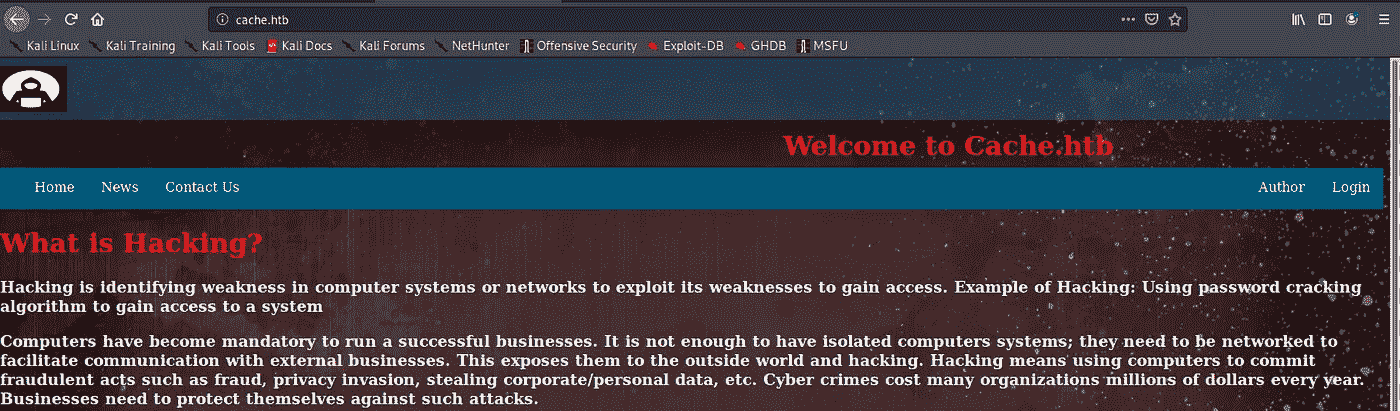 cache.htb
Kali Linux Kali Training Kali Tools Kali Docs Kali Forums NetHunter Offensive Security Exploit-DB GHDB MSFU
Welcome to Cache.htb
Home News Contact Us Author Login
What is Hacking?
Hacking is identifying weakness in computer systems or networks to exploit its weaknesses to gain access. Example of Hacking: Using password cracking
algorithm to gain access to a system
Computers have become mandatory to run a successful businesses. It is not enough to have isolated computers systems; they need to be networked to
facilitate communication with external businesses. This exposes them to the outside world and hacking. Hacking means using computers to commit
fraudulent acts such as fraud, privacy invasion, stealing corporate/personal data, etc. Cyber crimes cost many organizations millions of dollars every year.
Businesses need to protect themselves against such attacks.